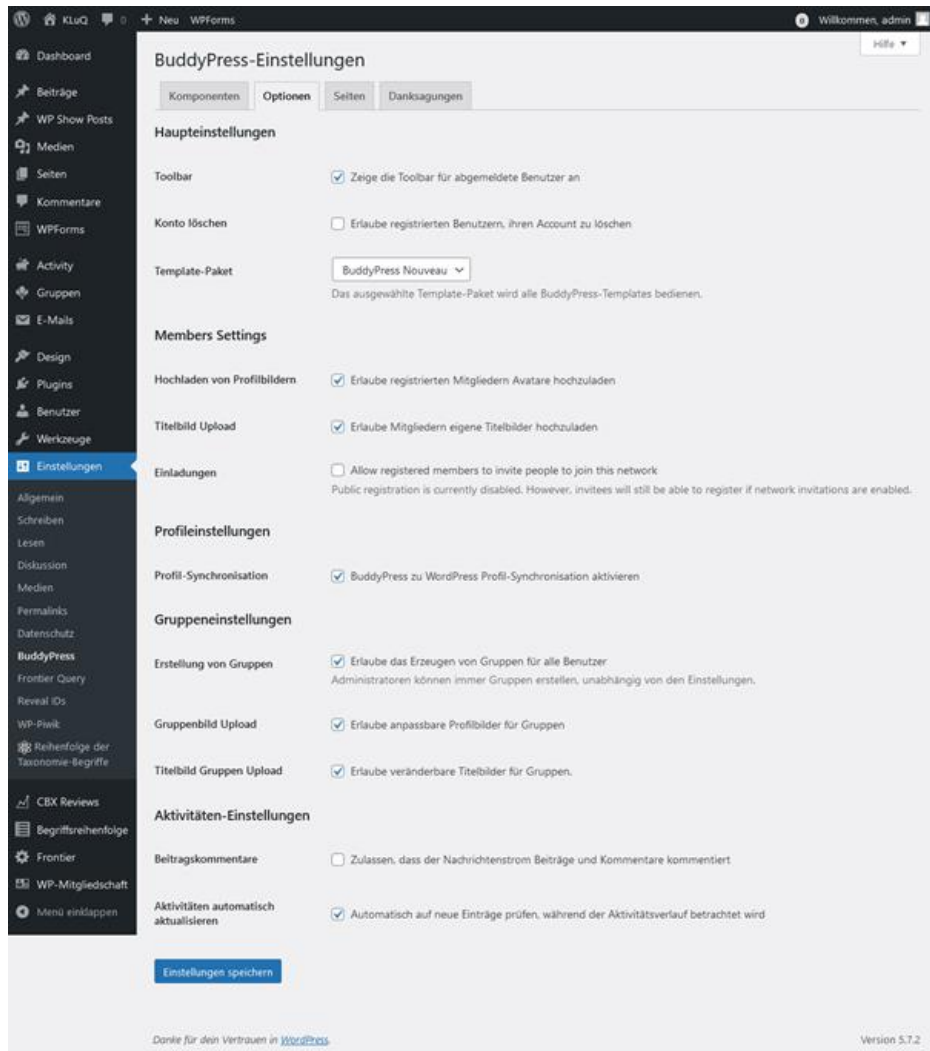 KLuQ 0 + Neu WPForms 0 Willkommen, admin
Hilfe ▼
Dashboard
Beiträge
WP Show Posts
Medien
Seiten
Kommentare
WPForms
Activity
Gruppen
E-Mails
Design
Plugins
Benutzer
Werkzeuge
Einstellungen
Allgemein
Schreiben
Lesen
Diskussion
Medien
Permalinks
Datenschutz
BuddyPress
Frontier Query
Reveal IDs
WP-Piwik
Reihenfolge der
Taxonomie-Begriffe
CBX Reviews
Begriffsreihenfolge
Frontier
WP-Mitgliedschaft
Menü einklappen
BuddyPress-Einstellungen
Komponenten Optionen Seiten Danksagungen
Haupteinstellungen
Toolbar Zeige die Toolbar für abgemeldete Benutzer an
Konto löschen Erlaube registrierten Benutzern, ihren Account zu löschen
Template-Paket BuddyPress Nouveau
Das ausgewählte Template-Paket wird alle BuddyPress-Templates bedienen.
Members Settings
Hochladen von Profilbildern Erlaube registrierten Mitgliedern Avatare hochzuladen
Titelbild Upload Erlaube Mitgliedern eigene Titelbilder hochzuladen
Einladungen Allow registered members to invite people to join this network
Public registration is currently disabled. However, invitees will still be able to register if network invitations are enabled.
Profileinstellungen
Profil-Synchronisation BuddyPress zu WordPress Profil-Synchronisation aktivieren
Gruppeneinstellungen
Erstellung von Gruppen Erlaube das Erzeugen von Gruppen für alle Benutzer
Administratoren können immer Gruppen erstellen, unabhängig von den Einstellungen.
Gruppenbild Upload Erlaube anpassbare Profilbilder für Gruppen
Titelbild Gruppen Upload Erlaube veränderbare Titelbilder für Gruppen.
Aktivitäten-Einstellungen
Beitragskommentare Zulassen, dass der Nachrichtenstrom Beiträge und Kommentare kommentiert
Aktivitäten automatisch
aktualisieren Automatisch auf neue Einträge prüfen, während der Aktivitätsverlauf betrachtet wird
Einstellungen speichern
Danke für dein Vertrauen in WordPress. Version 5.7.2